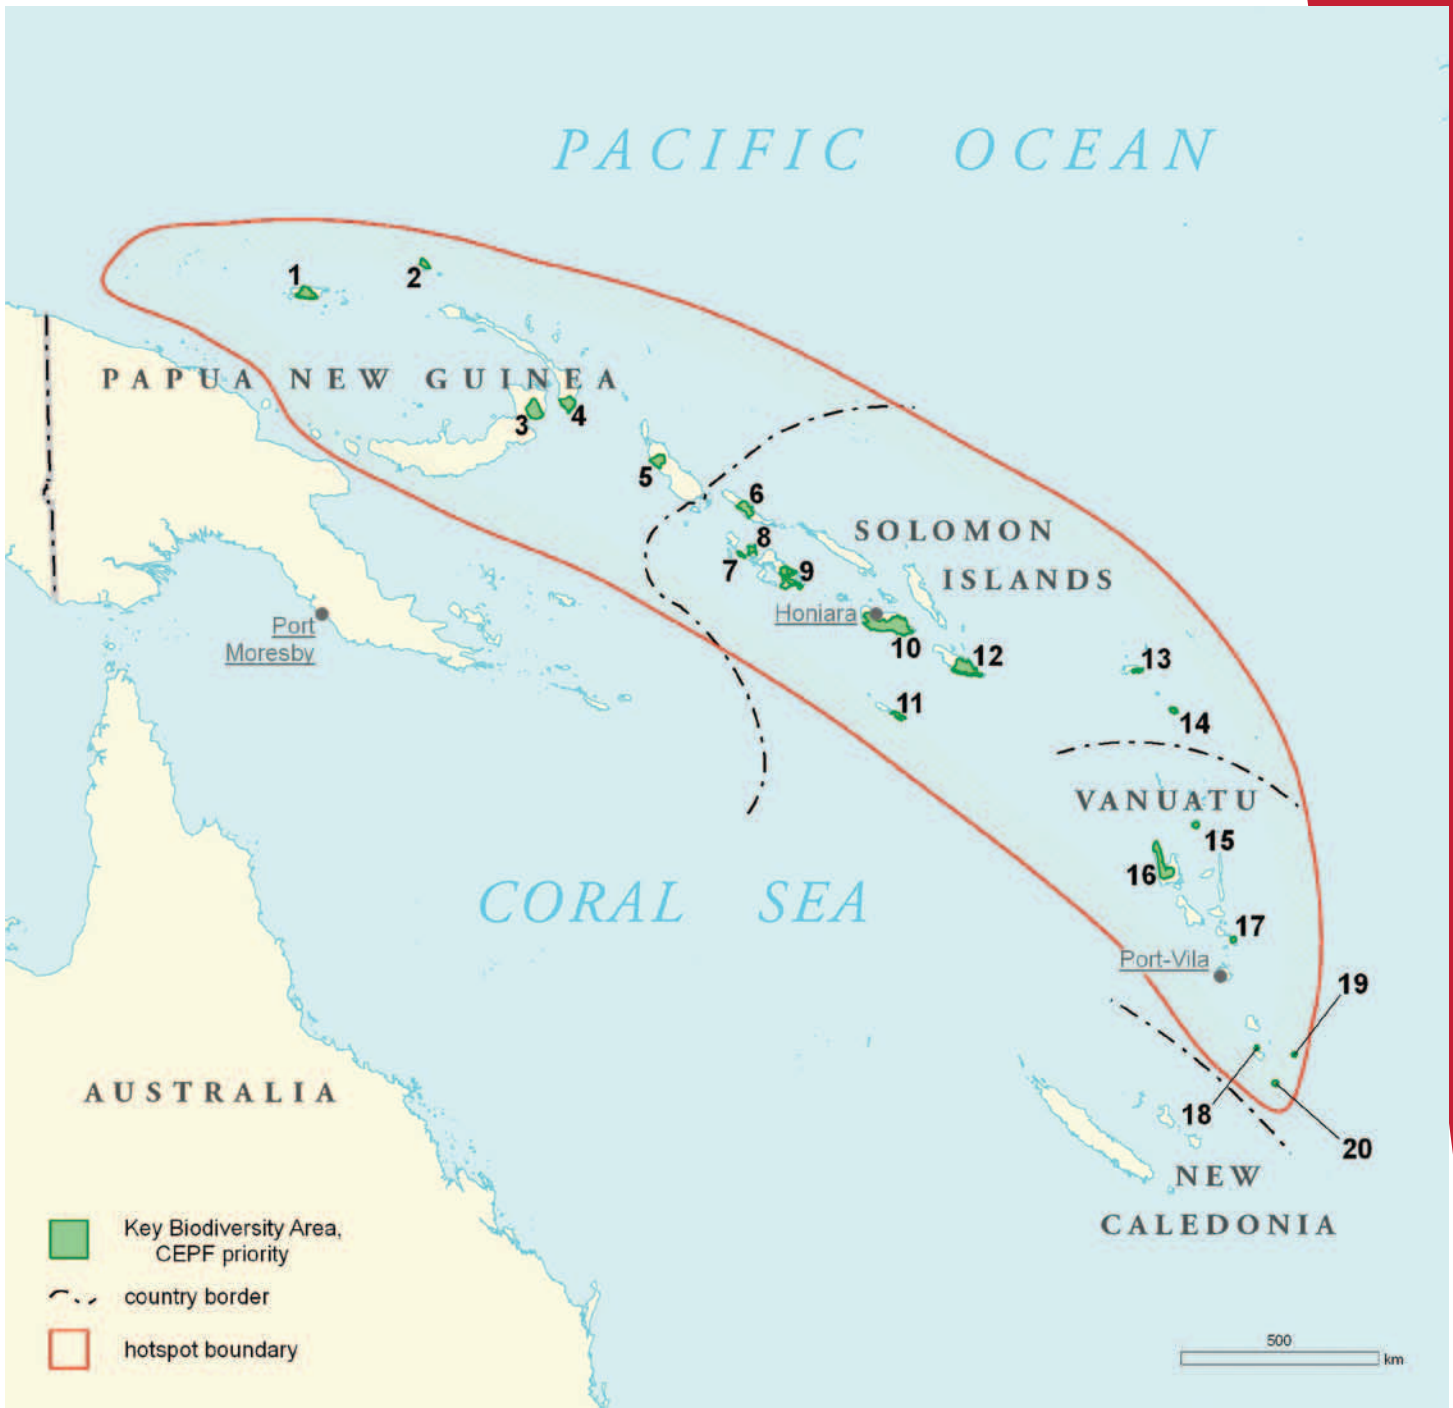 PACIFIC OCEAN
1
2
PAPUA NEW GUINEA
3
4
5
6
SOLOMON
ISLANDS
8
7
9
Honiara
10
Port
Moresby
12
13
11
14
VANUATU
15
16
CORAL SEA
17
Port-Vila
19
AUSTRALIA
18
20
NEW
CALEDONIA
Key Biodiversity Area,
CEPF priority
country border
hotspot boundary
500
km